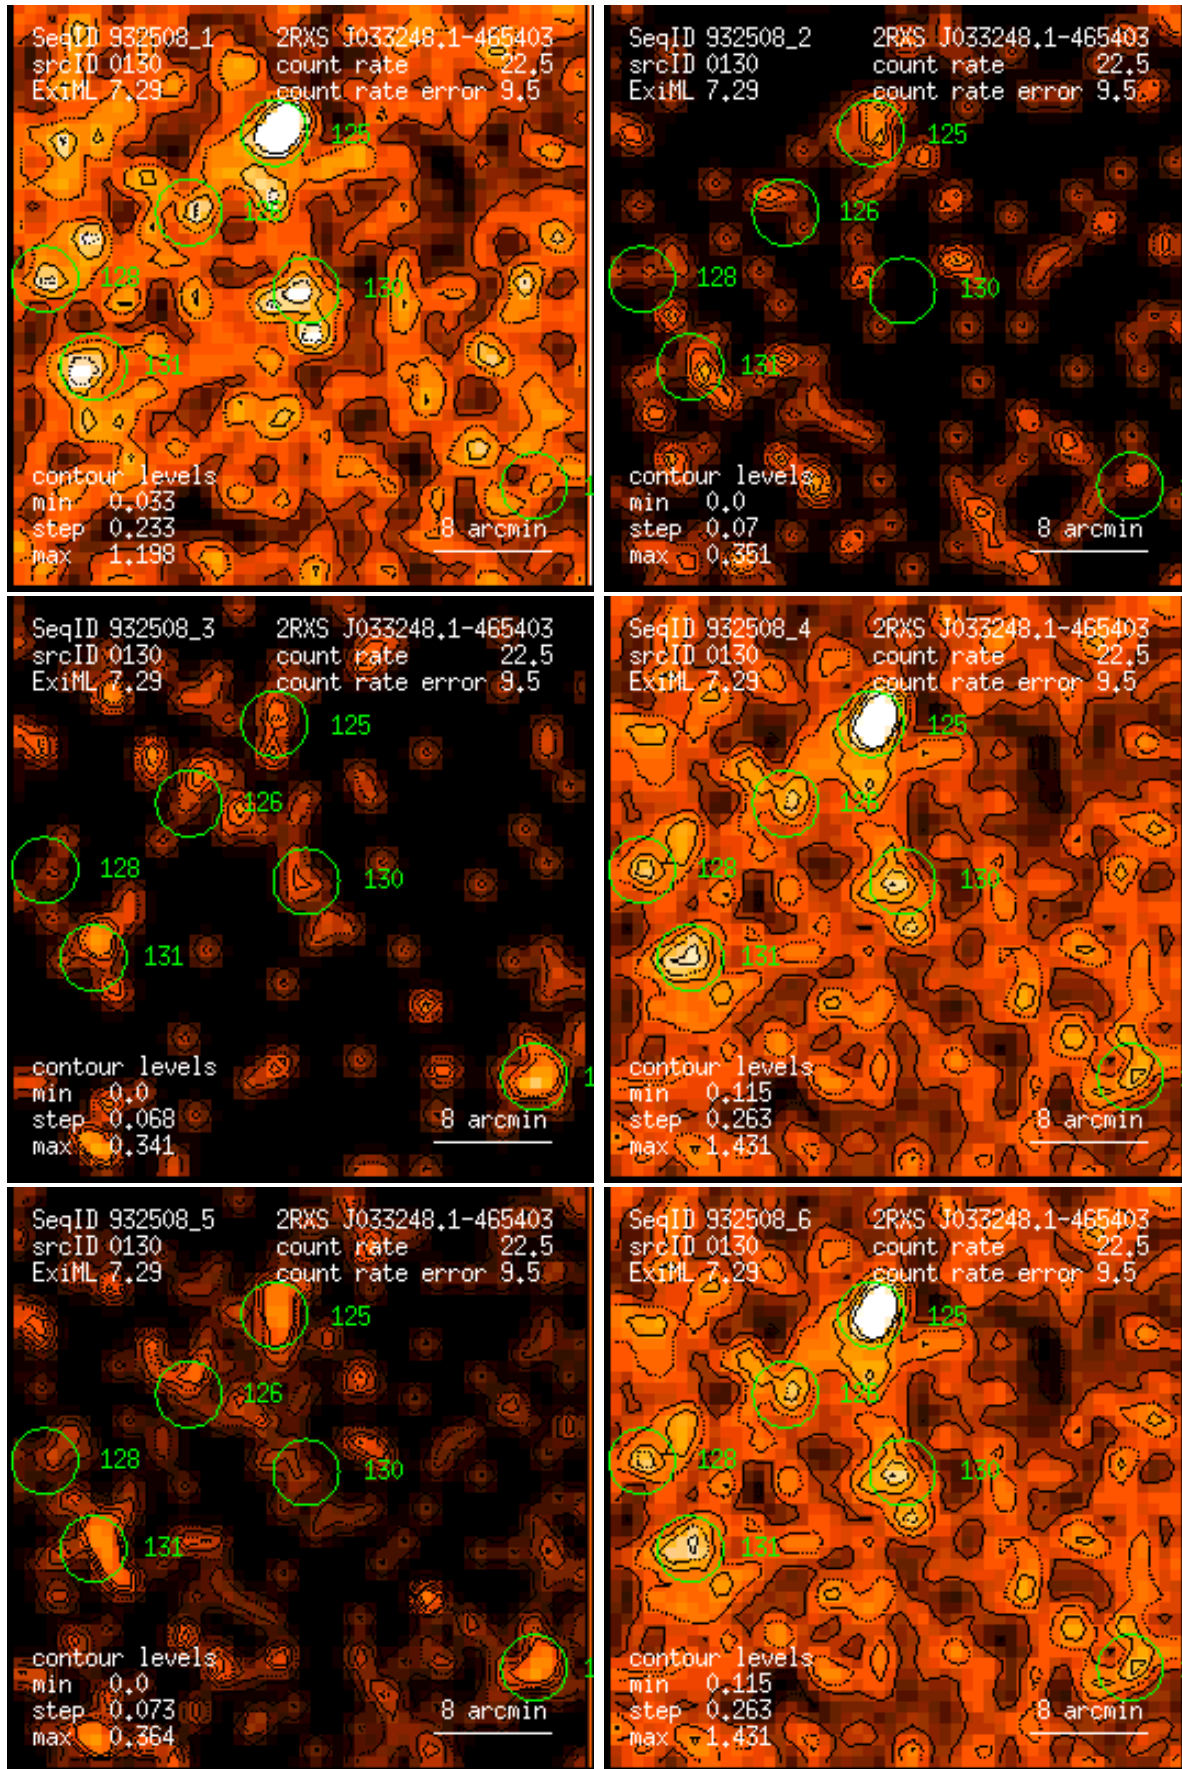 SeqID 932508_1 2RXS J033248.1-465403
srcID 0130 count rate 22.5
ExiML 7.29 count rate error 9.5
125
126
128
130
131
contour levels
min 0.033
step 0.233 8 arcmin
max 1.198
1
SeqID 932508_2 2RXS J033248.1-465403
srcID 0130 count rate 22.5
ExiML 7.29 count rate error 9.5
125
126
128
130
131
contour levels
min 0.0
step 0.07 8 arcmin
max 0.351
SeqID 932508_3 2RXS J033248.1-465403
srcID 0130 count rate 22.5
ExiML 7.29 count rate error 9.5
125
126
128
130
131
contour levels
min 0.0 1
step 0.068 8 arcmin
max 0.341
SeqID 932508_4 2RXS J033248.1-465403
srcID 0130 count rate 22.5
ExiML 7.29 count rate error 9.5
125
126
128
130
131
contour levels
min 0.115
step 0.263 8 arcmin
max 1.431
SeqID 932508_5 2RXS J033248.1-465403
srcID 0130 count rate 22.5
ExiML 7.29 count rate error 9.5
125
126
128
130
131
contour levels
min 0.0 1
step 0.073 8 arcmin
max 0.364
SeqID 932508_6 2RXS J033248.1-465403
srcID 0130 count rate 22.5
ExiML 7.29 count rate error 9.5
125
126
128
130
131
contour levels
min 0.115
step 0.263 8 arcmin
max 1.431